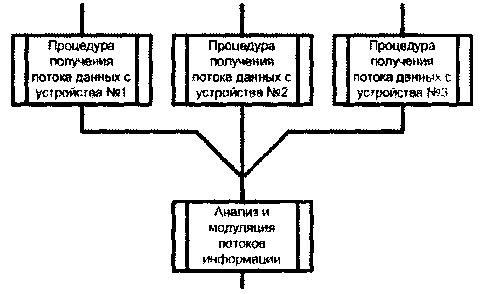 Процедура
получения
потока данных с
устройства №1
Процедура
получения
потока данных с
устройства №2
Процедура
получения
потока данных с
устройства №3
Анализ и
модуляция
потоков
информации